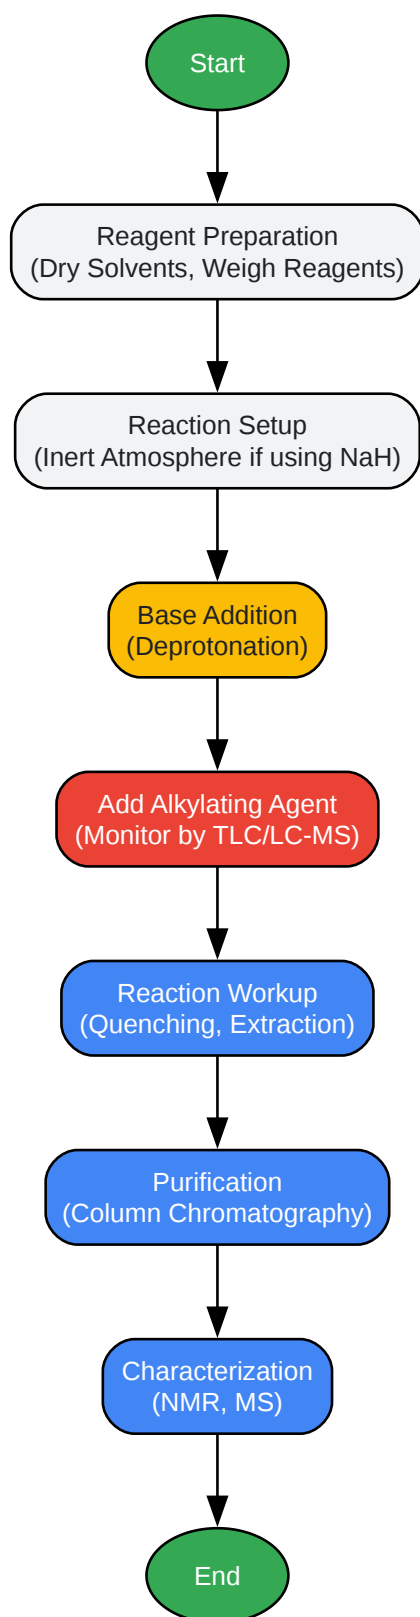 Start
Reagent Preparation
(Dry Solvents, Weigh Reagents)
Reaction Setup
(Inert Atmosphere if using NaH)
Base Addition
(Deprotonation)
Add Alkylating Agent
(Monitor by TLC/LC-MS)
Reaction Workup
(Quenching, Extraction)
Purification
(Column Chromatography)
Characterization
(NMR, MS)
End